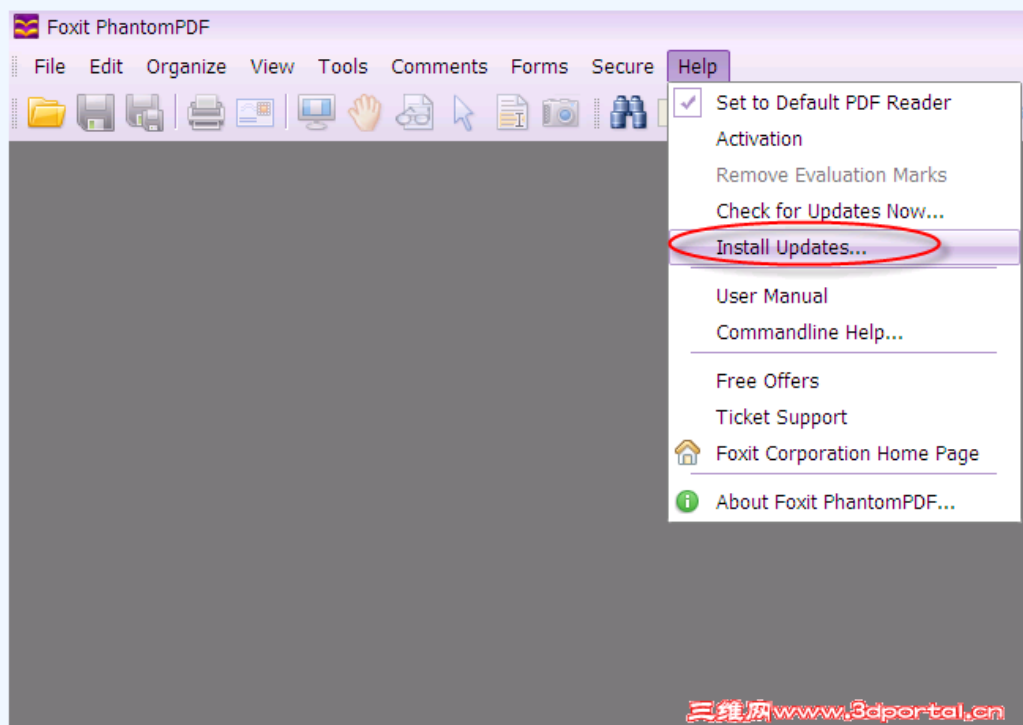 Foxit PhantomPDF
File Edit Organize View Tools Comments Forms Secure Help
Set to Default PDF Reader
Activation
Remove Evaluation Marks
Check for Updates Now...
Install Updates...
User Manual
Commandline Help...
Free Offers
Ticket Support
Foxit Corporation Home Page
About Foxit PhantomPDF...
三维网www.3dportal.cn